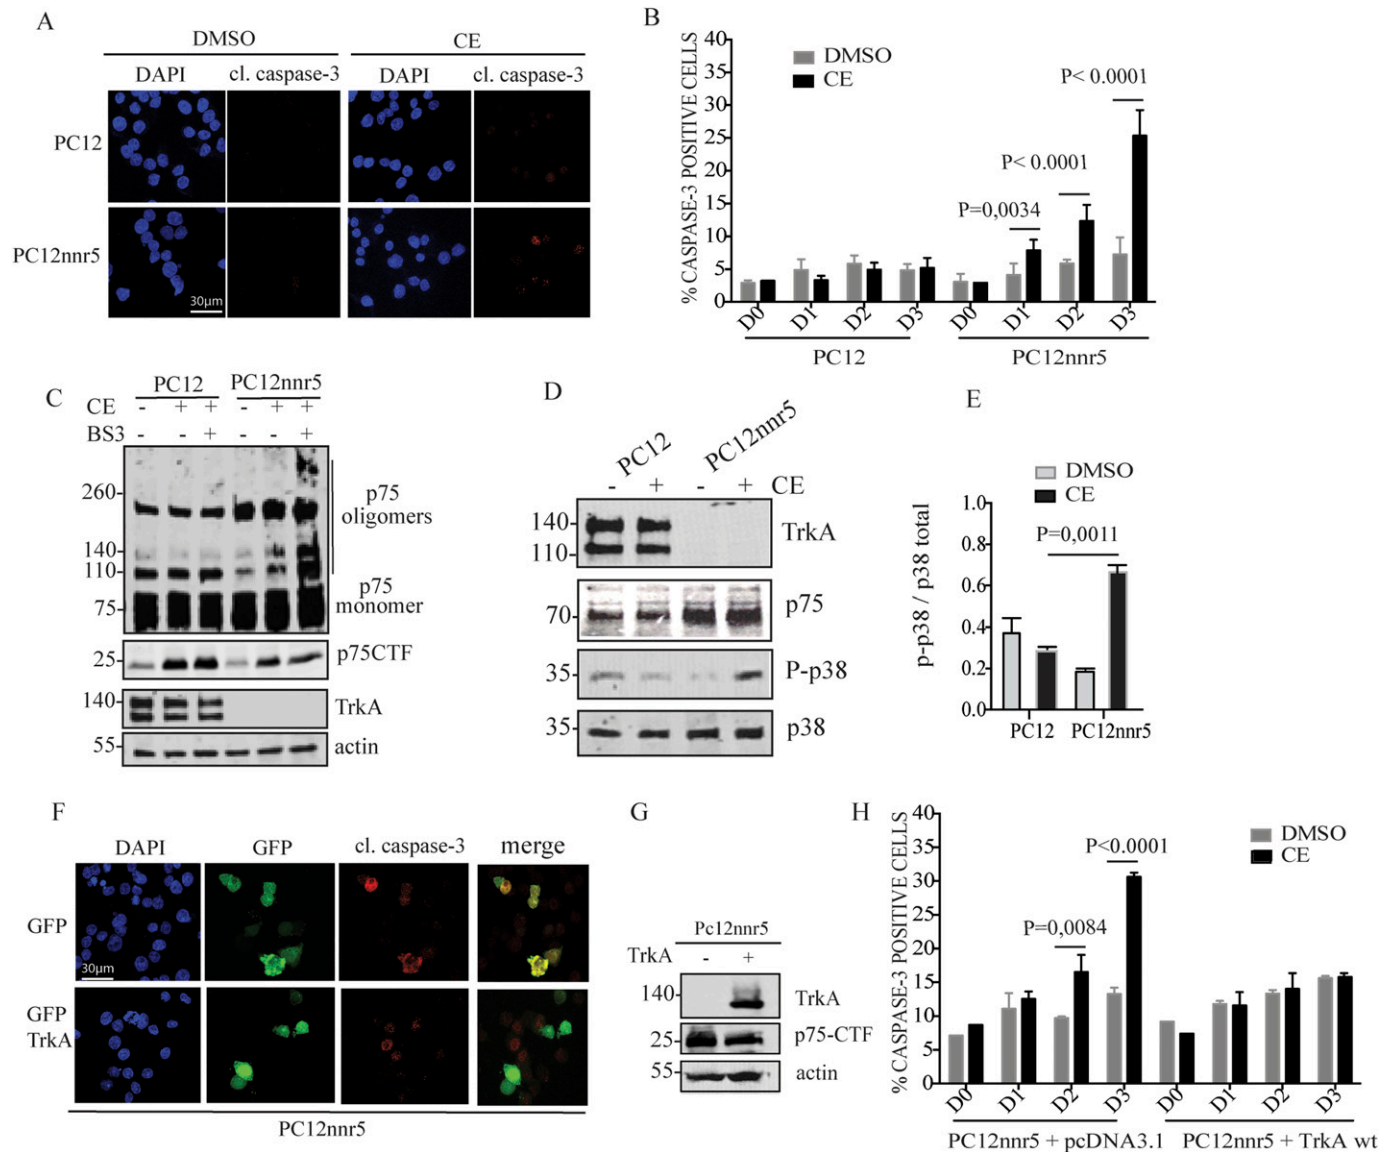 A
DMSO CE
DAPI cl. caspase-3 DAPI cl. caspase-3
PC12
PC12nnr5
30µm
B
% CASPASE-3 POSITIVE CELLS
40
35
30
25
20
15
10
5
0
DMSO
CE
P< 0.0001
P< 0.0001
P=0,0034
D0 D1 D2 D3 D0 D1 D2 D3
PC12 PC12nnr5
C
PC12 PC12nnr5
CE - + + - + +
BS3 - - + - - +
260-
140-
110-
75-
p75
oligomers
p75
monomer
25- p75CTF
140- TrkA
55- actin
D
PC12 PC12nnr5
- + - + CE
140- TrkA
110-
70- p75
35- P-p38
35- p38
E
DMSO
CE
P=0,0011
p-p38 / p38 total
1.0
0.8
0.6
0.4
0.2
0.0
PC12 PC12nnr5
F
DAPI GFP cl. caspase-3 merge
GFP
30µm
GFP
TrkA
PC12nnr5
G
Pc12nnr5
TrkA - +
140- TrkA
25- p75-CTF
55- actin
H
% CASPASE-3 POSITIVE CELLS
40
35
30
25
20
15
10
5
0
DMSO
CE
P<0.0001
P=0,0084
D0 D1 D2 D3 D0 D1 D2 D3
PC12nnr5 + pcDNA3.1 PC12nnr5 + TrkA wt